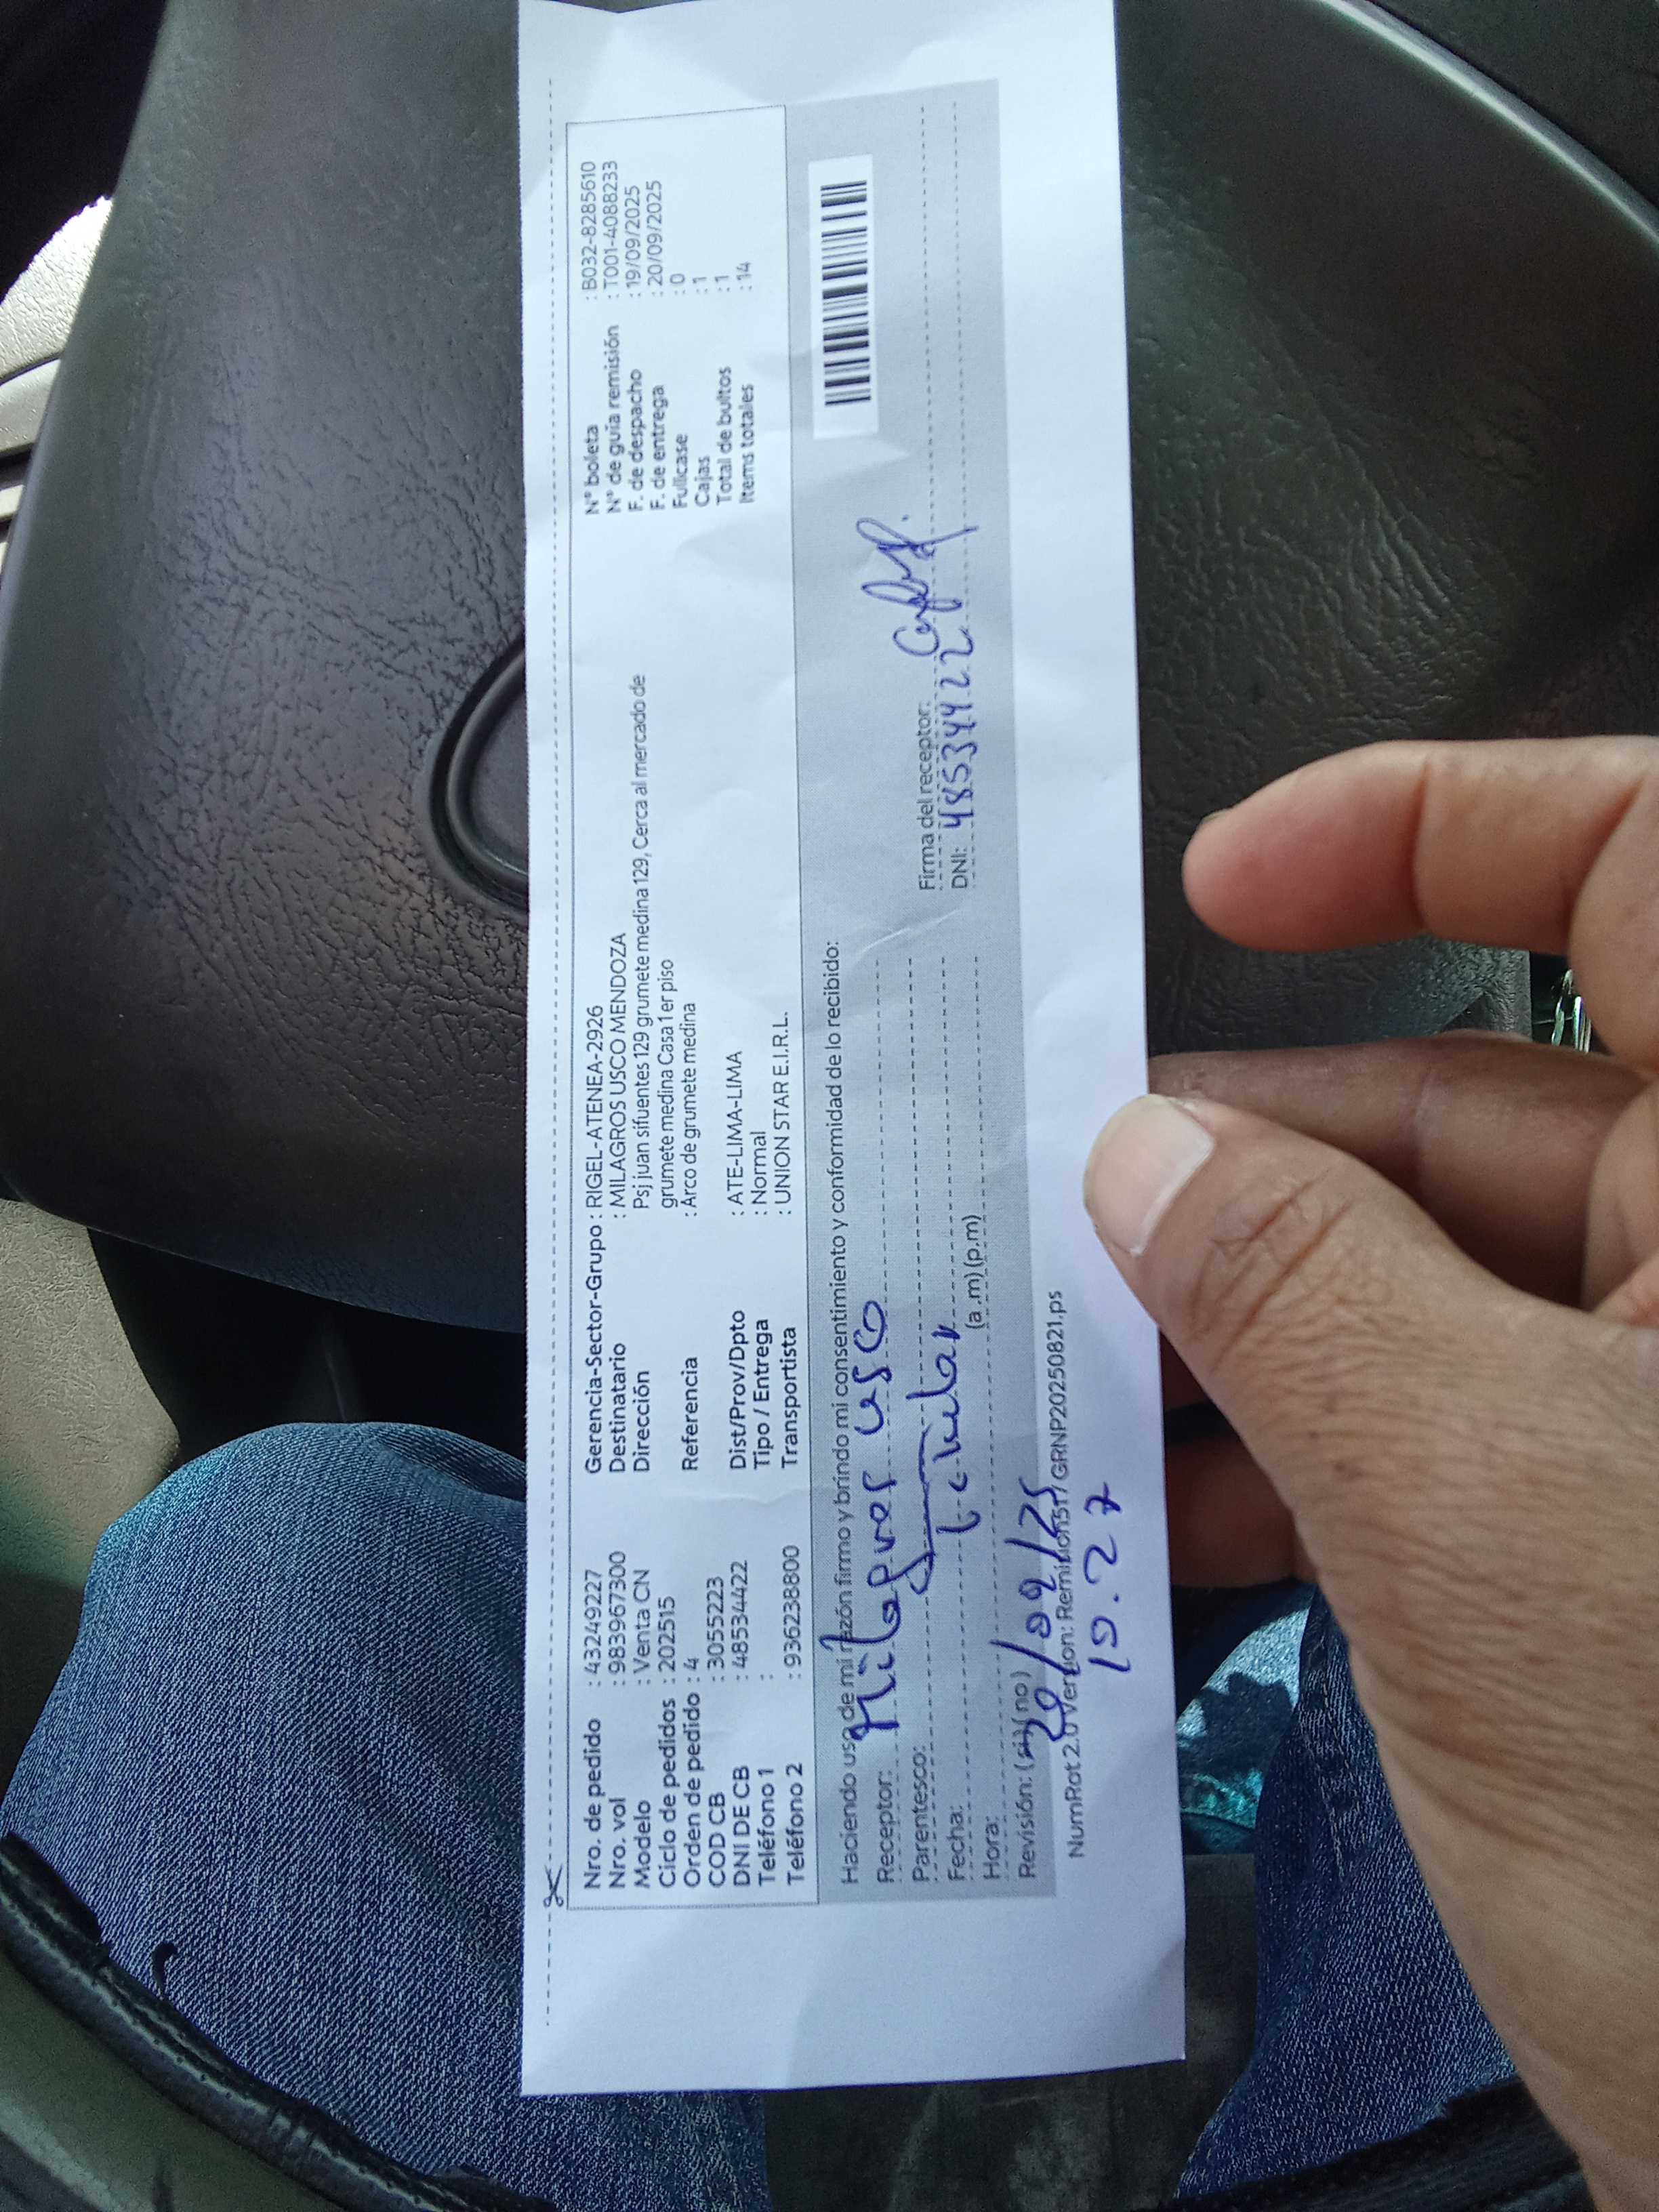 Nro. de pedido : 43249227 Gerencia-Sector-Grupo : RIGEL-ATENEA-2926 N° boleta : B032-8285610
Nro. vol : 983967300 Destinatario : MILAGROS USCO MENDOZA N° de guía remisión : T001-4088233
Modelo : Venta CN Dirección Psj juan sifuentes 129 grumete medina 129, Cerca al mercado de F. de despacho : 19/09/2025
Ciclo de pedidos : 202515 grumete medina Casa 1 er piso F. de entrega : 20/09/2025
Orden de pedido : 4 Referencia : Arco de grumete medina Fullcase : 0
COD CB : 3055223 Cajas : 1
DNI DE CB : 48534422 Dist/Prov/Dpto : ATE-LIMA-LIMA Total de bultos : 1
Teléfono 1 : Tipo / Entrega : Normal Items totales : 14
Teléfono 2 : 936238800 Transportista : UNION STAR E.I.R.L.
Haciendo uso de mi razón firmo y brindo mi consentimiento y conformidad de lo recibido:
Receptor: Milagros Usco
Parentesco: Titular Firma del receptor:
Fecha: DNI: 48534422
Hora: (a.m) (p.m)
Revisión: (si) (no) 20/09/25
NumRot 2.0 Version: GRNP20250821.ps
10.27